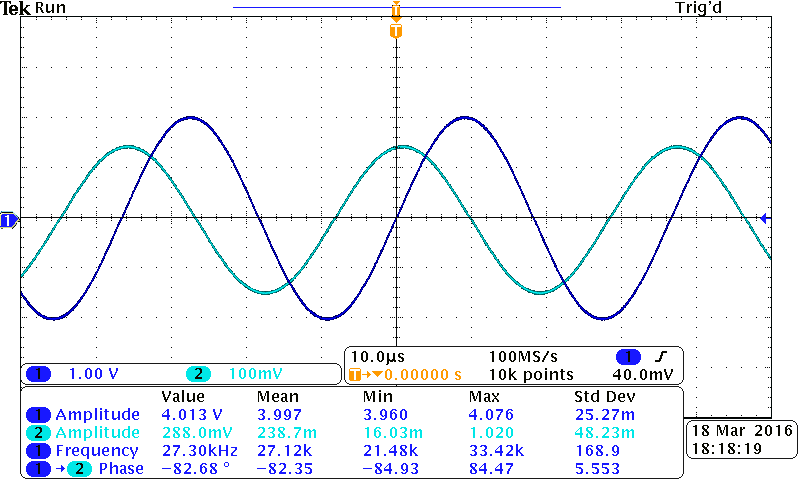 Tek Run Trig'd
T
T
1
1 1.00 V 2 100mV
10.0µs 100MS/s 1
T→▼0.00000 s 10k points 40.0mV
Value Mean Min Max Std Dev
1 Amplitude 4.013 V 3.997 3.960 4.076 25.27m
2 Amplitude 288.0mV 238.7m 16.03m 1.020 48.23m
1 Frequency 27.30kHz 27.12k 21.48k 33.42k 168.9
1 → 2 Phase −82.68 ° −82.35 −84.93 84.47 5.553
18 Mar 2016
18:18:19